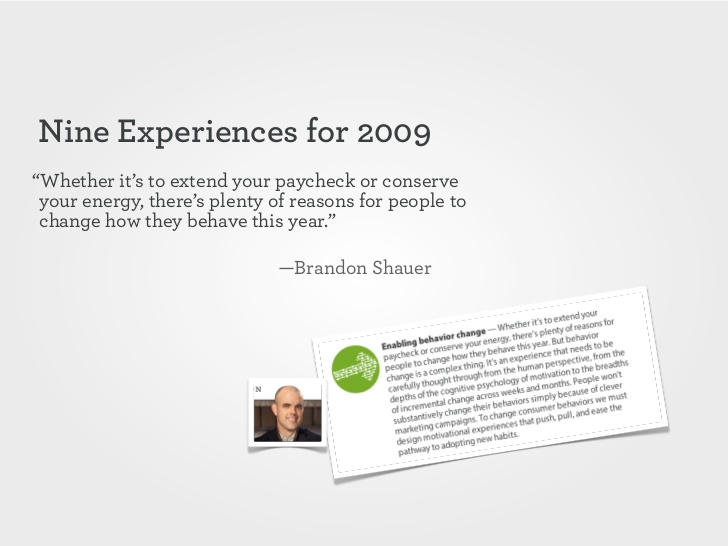 Nine Experiences for 2009
“Whether it’s to extend your paycheck or conserve
your energy, there’s plenty of reasons for people to
change how they behave this year.”
—Brandon Shauer
Enabling behavior change — Whether it's to extend your
paycheck or conserve your energy, there's plenty of reasons for
people to change how they behave this year. But behavior
change is a complex thing. It's an experience that needs to be
carefully thought through from the human perspective, from the
depths of the cognitive psychology of motivation to the breadths
of incremental change across weeks and months. People won't
substantively change their behaviors simply because of clever
marketing campaigns. To change consumer behaviors we must
design motivational experiences that push, pull, and ease the
pathway to adopting new habits.
N